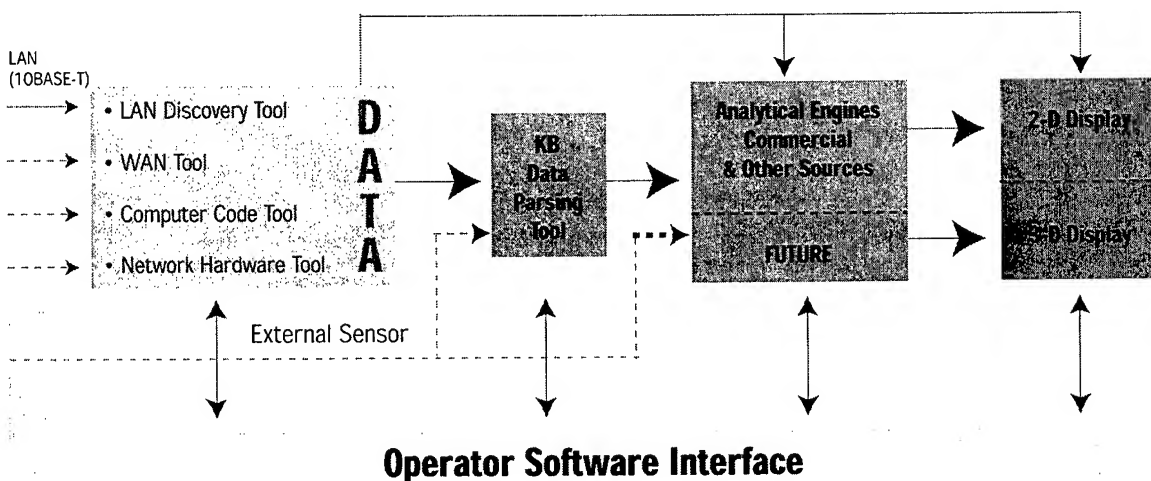 LAN
(10BASE-T)
• LAN Discovery Tool
• WAN Tool
• Computer Code Tool
• Network Hardware Tool
D
A
T
A
KB
Data
Parsing
Tool
Analytical Engines
Commercial
& Other Sources
FUTURE
2-D Display
3-D Display
External Sensor
Operator Software Interface